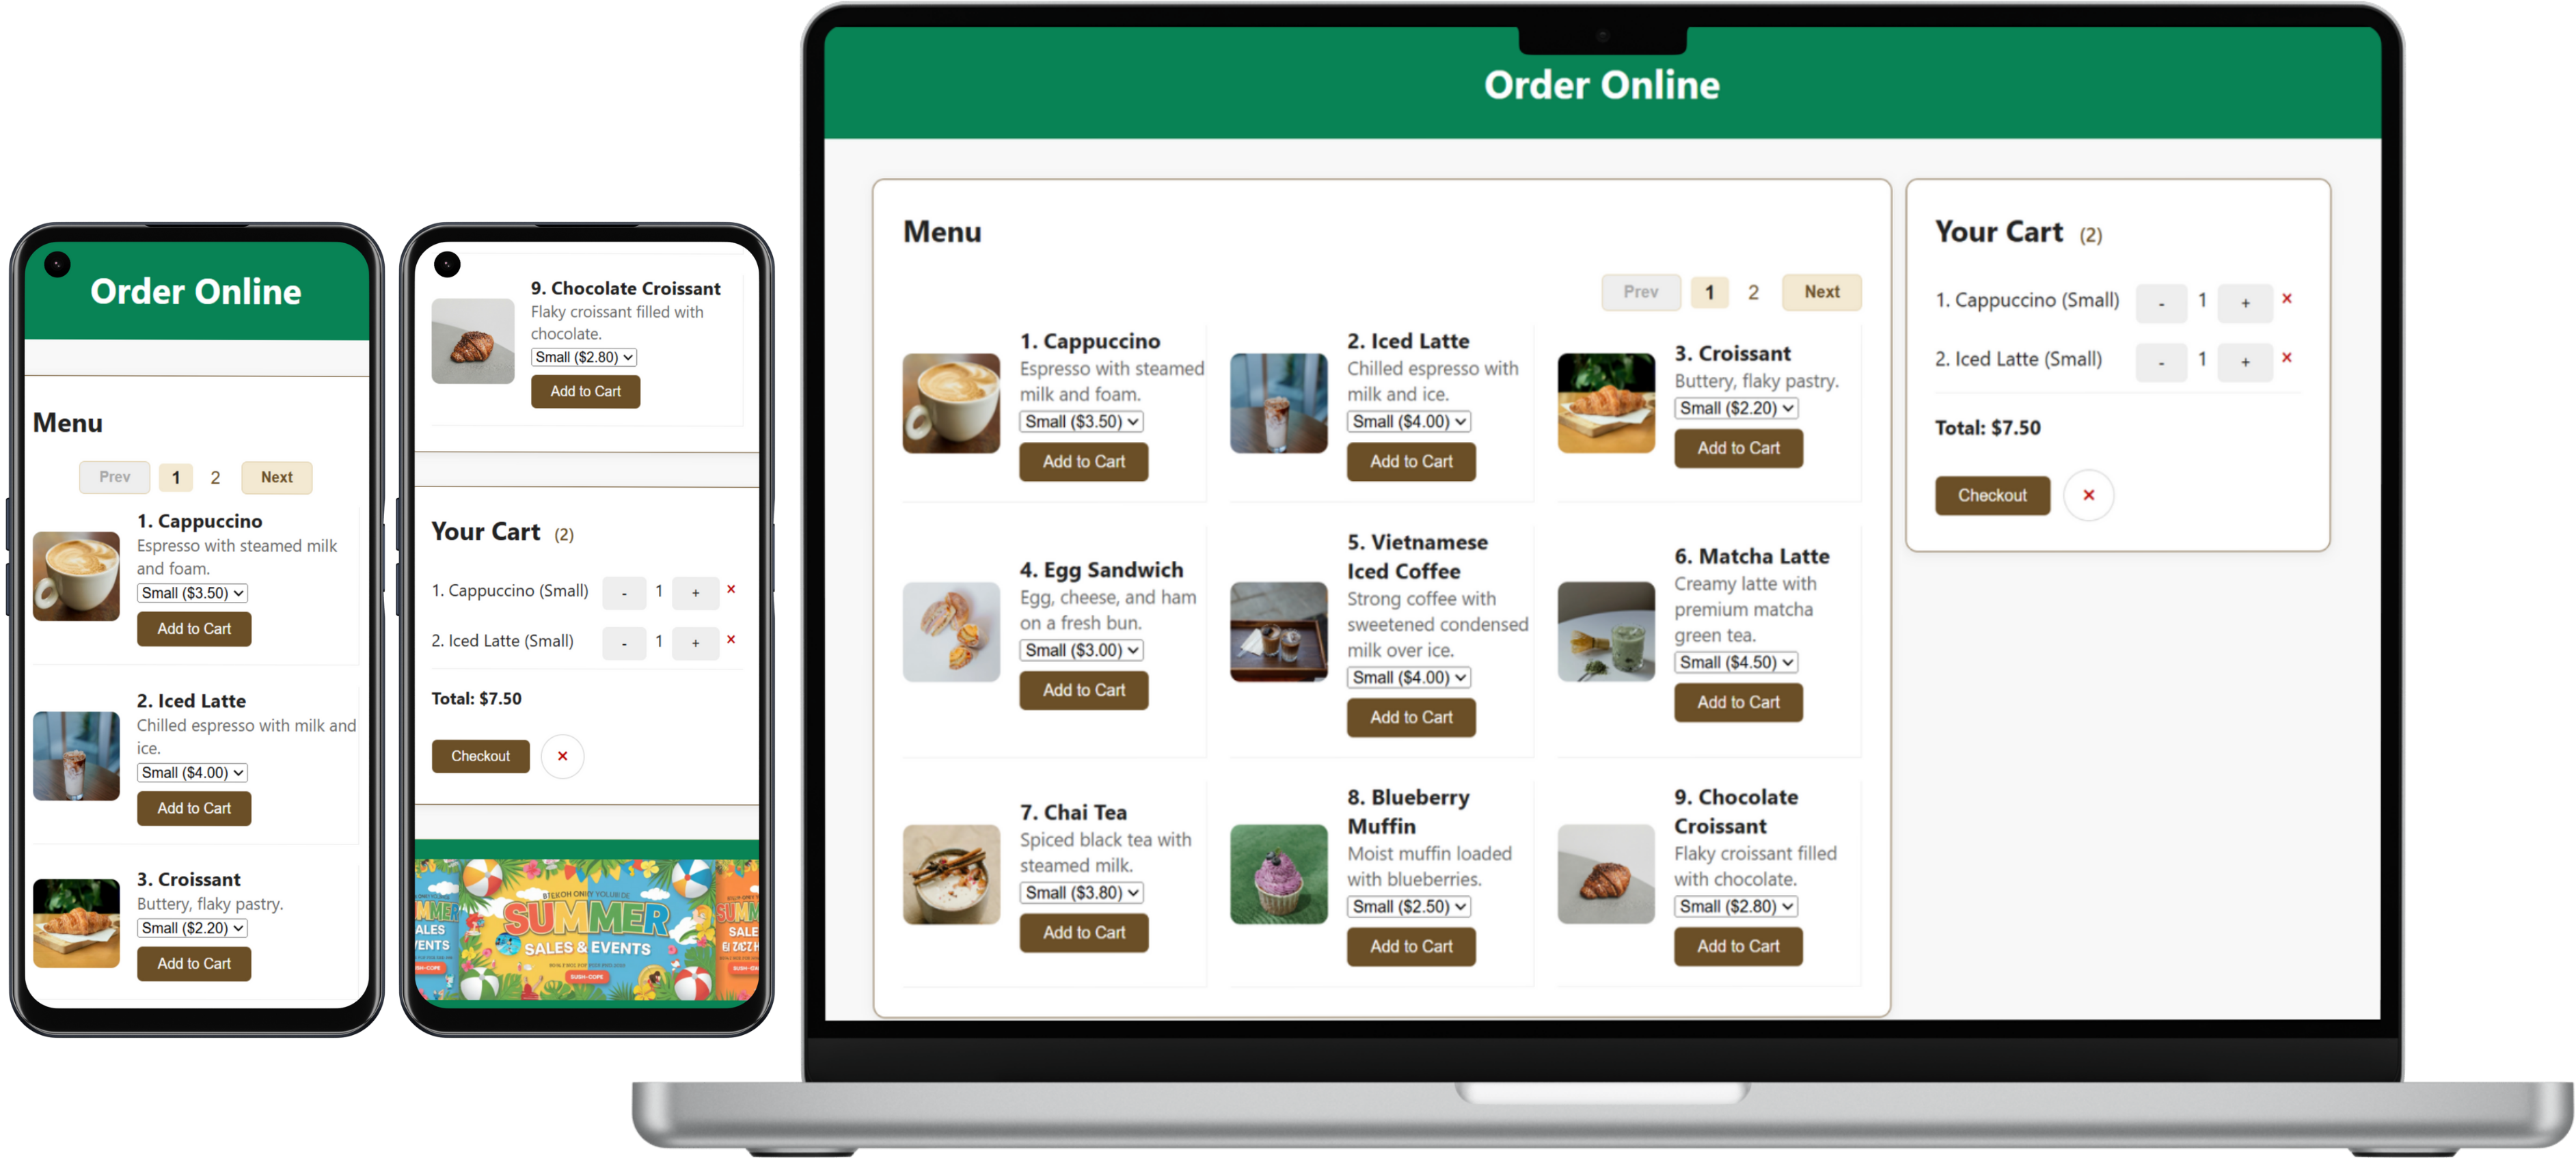 Order Online
Menu
Prev 1 2 Next
1. Cappuccino
Espresso with steamed milk
and foam.
Small ($3.50)
Add to Cart
2. Iced Latte
Chilled espresso with milk and
ice.
Small ($4.00)
Add to Cart
3. Croissant
Buttery, flaky pastry.
Small ($2.20)
Add to Cart
9. Chocolate Croissant
Flaky croissant filled with
chocolate.
Small ($2.80)
Add to Cart
Your Cart (2)
1. Cappuccino (Small) - 1 + ×
2. Iced Latte (Small) - 1 + ×
Total: $7.50
Checkout ×
SUMMER
SALES & EVENTS
SUSH-COPE
Order Online
Menu
Prev 1 2 Next
1. Cappuccino
Espresso with steamed
milk and foam.
Small ($3.50)
Add to Cart
2. Iced Latte
Chilled espresso with
milk and ice.
Small ($4.00)
Add to Cart
3. Croissant
Buttery, flaky pastry.
Small ($2.20)
Add to Cart
4. Egg Sandwich
Egg, cheese, and ham
on a fresh bun.
Small ($3.00)
Add to Cart
5. Vietnamese
Iced Coffee
Strong coffee with
sweetened condensed
milk over ice.
Small ($4.00)
Add to Cart
6. Matcha Latte
Creamy latte with
premium matcha
green tea.
Small ($4.50)
Add to Cart
7. Chai Tea
Spiced black tea with
steamed milk.
Small ($3.80)
Add to Cart
8. Blueberry
Muffin
Moist muffin loaded
with blueberries.
Small ($2.50)
Add to Cart
9. Chocolate
Croissant
Flaky croissant filled
with chocolate.
Small ($2.80)
Add to Cart
Your Cart (2)
1. Cappuccino (Small) - 1 + ×
2. Iced Latte (Small) - 1 + ×
Total: $7.50
Checkout ×